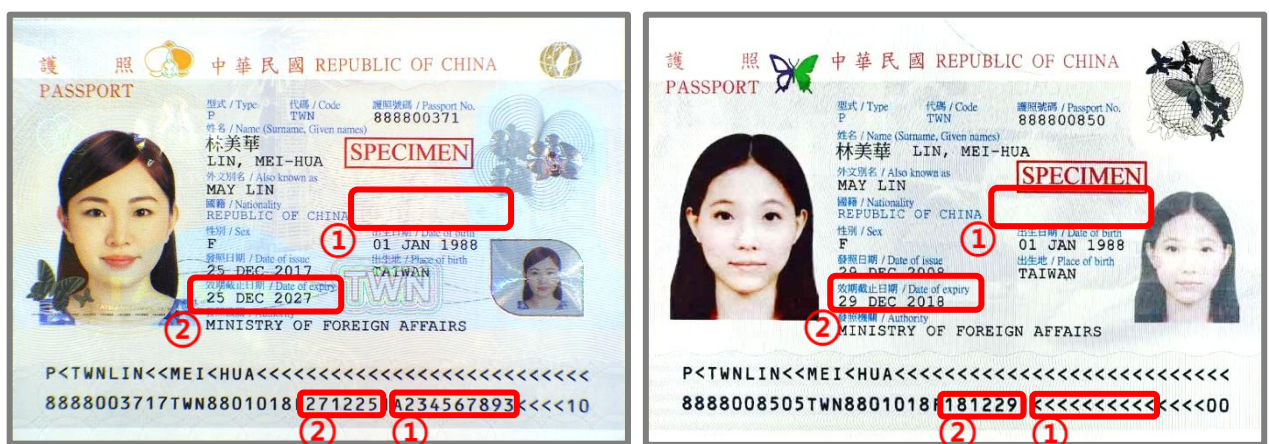 護 照 中華民國 REPUBLIC OF CHINA
PASSPORT
型式 / Type 代碼 / Code 護照號碼 / Passport No.
P TWN 888800371
姓名 / Name (Surname, Given names)
林美華
LIN, MEI-HUA
SPECIMEN
外文別名 / Also known as
MAY LIN
國籍 / Nationality
REPUBLIC OF CHINA
①
性別 / Sex 出生日期 / Date of birth
F 01 JAN 1988
發照日期 / Date of issue 出生地 / Place of birth
25 DEC 2017 TAIWAN
效期截止日期 / Date of expiry
25 DEC 2027
TWN
②
Authority
MINISTRY OF FOREIGN AFFAIRS
P<TWNLIN<<MEI<HUA<<<<<<<<<<<<<<<<<<<<<<<<<<<
8888003717TWN8801018 271225 A234567893<<<<10
② ①
護 照 中華民國 REPUBLIC OF CHINA
PASSPORT
型式 / Type 代碼 / Code 護照號碼 / Passport No.
P TWN 888800850
姓名 / Name (Surname, Given names)
林美華 LIN, MEI-HUA
SPECIMEN
外文別名 / Also known as
MAY LIN
國籍 / Nationality
REPUBLIC OF CHINA
①
性別 / Sex 出生日期 / Date of birth
F 01 JAN 1988
發照日期 / Date of issue 出生地 / Place of birth
29 DEC 2008 TAIWAN
效期截止日期 / Date of expiry
29 DEC 2018
②
發照機關 / Authority
MINISTRY OF FOREIGN AFFAIRS
P<TWNLIN<<MEI<HUA<<<<<<<<<<<<<<<<<<<<<<<<<<<
8888008505TWN8801018F181229 <<<<<<<<<<<<<<00
② ①